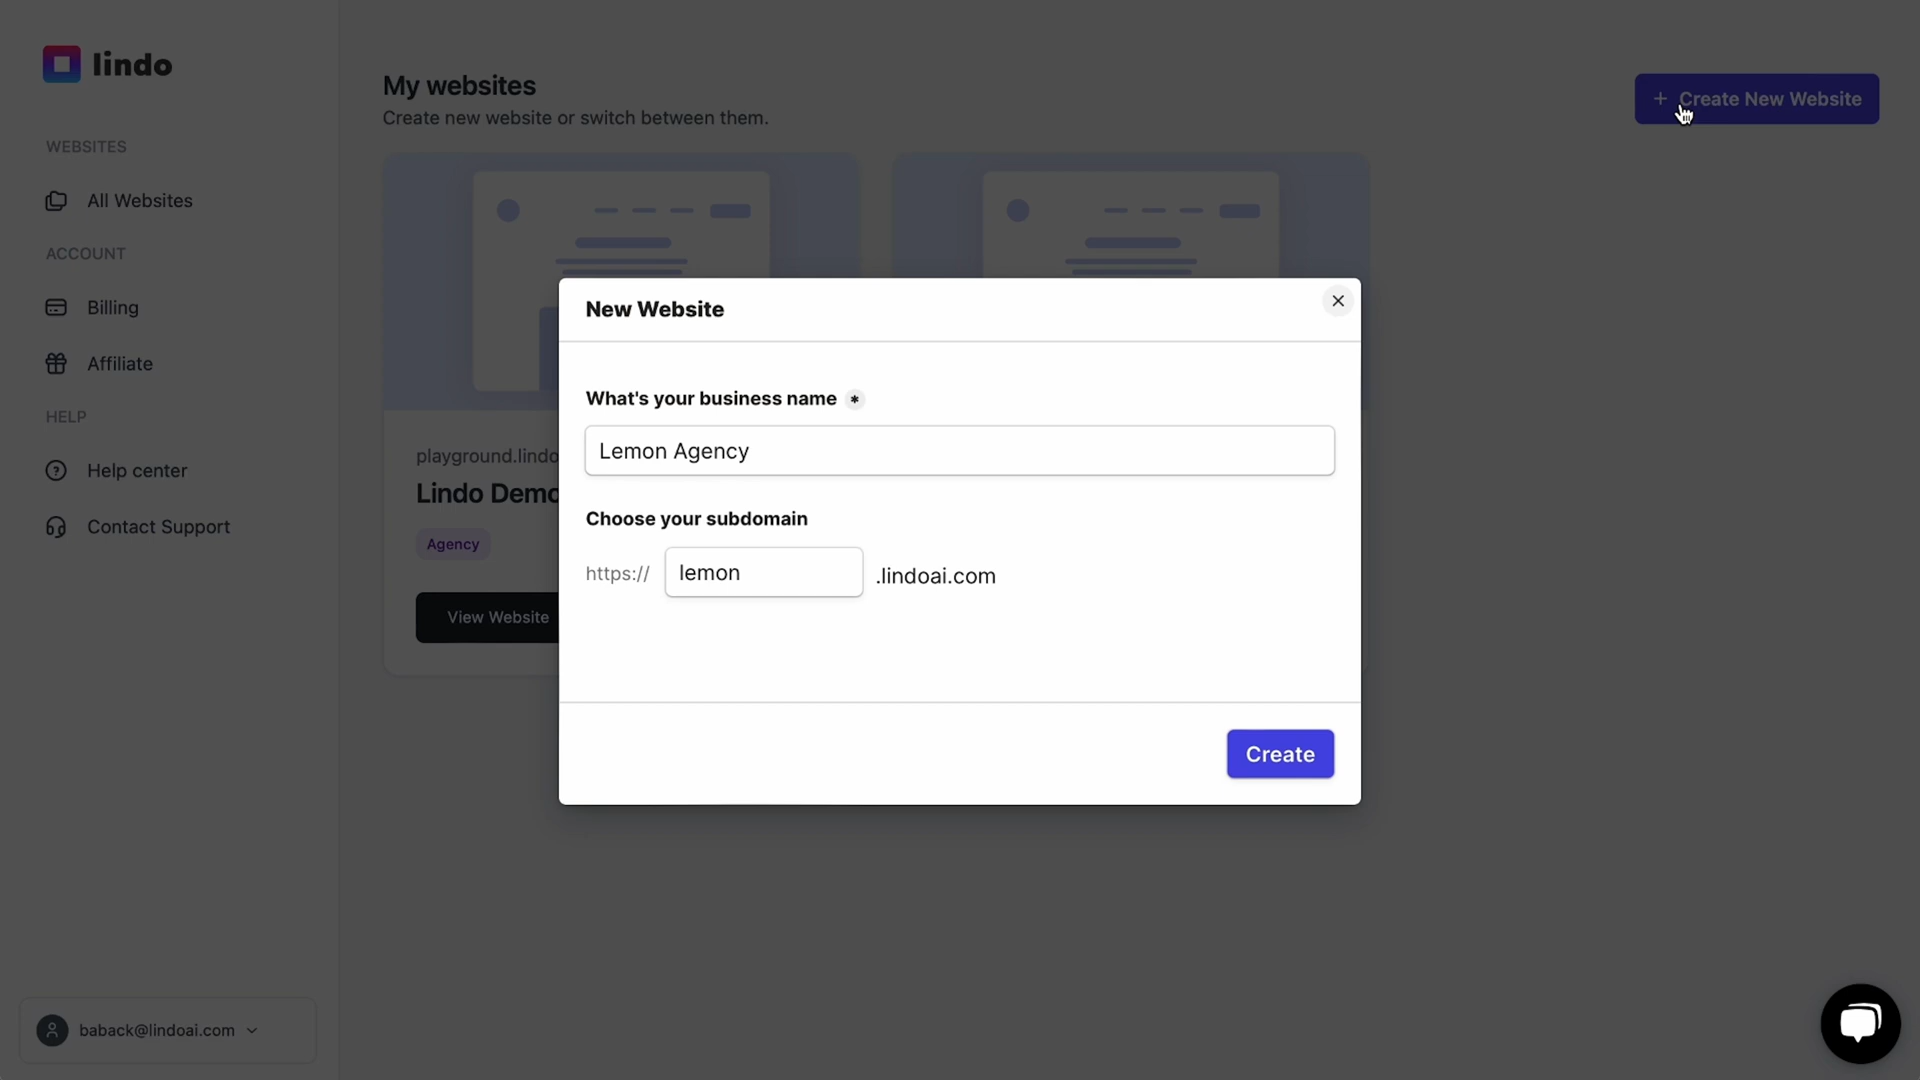 lindo
WEBSITES
All Websites
ACCOUNT
Billing
Affiliate
HELP
Help center
Contact Support
baback@lindoai.com
My websites
Create new website or switch between them.
+ Create New Website
playground.lindo
Lindo Demo
Agency
View Website
New Website
What's your business name *
Lemon Agency
Choose your subdomain
https:// lemon .lindoai.com
Create